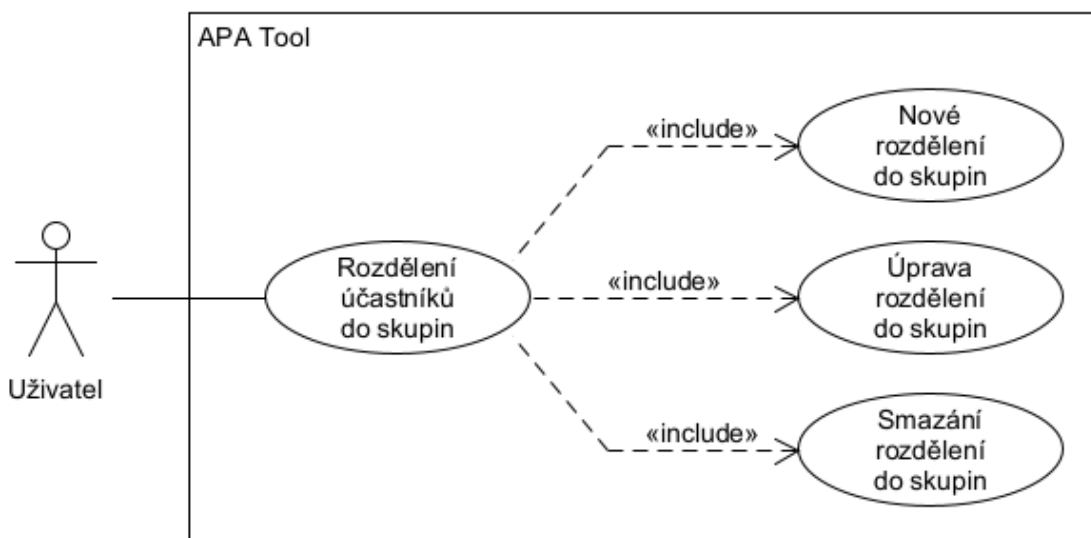 APA Tool
«include»
Nové
rozdělení
do skupin
Rozdělení
účastníků
do skupin
«include»
Úprava
rozdělení
do skupin
Uživatel
«include»
Smazání
rozdělení
do skupin